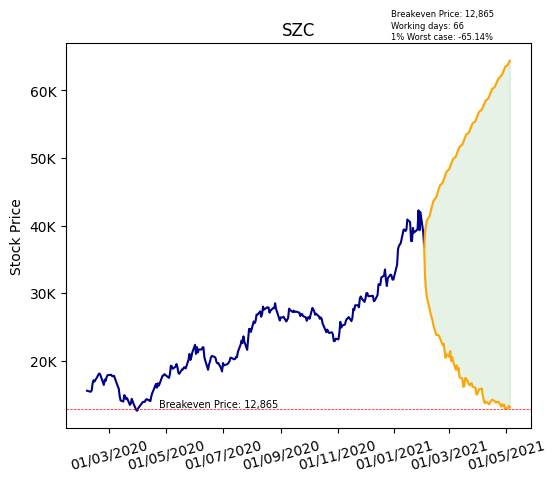 Breakeven Price: 12,865
Working days: 66
1% Worst case: -65.14%
SZC
Stock Price
60K
50K
40K
30K
20K
Breakeven Price: 12,865
01/03/2020
01/05/2020
01/07/2020
01/09/2020
01/11/2020
01/01/2021
01/03/2021
01/05/2021